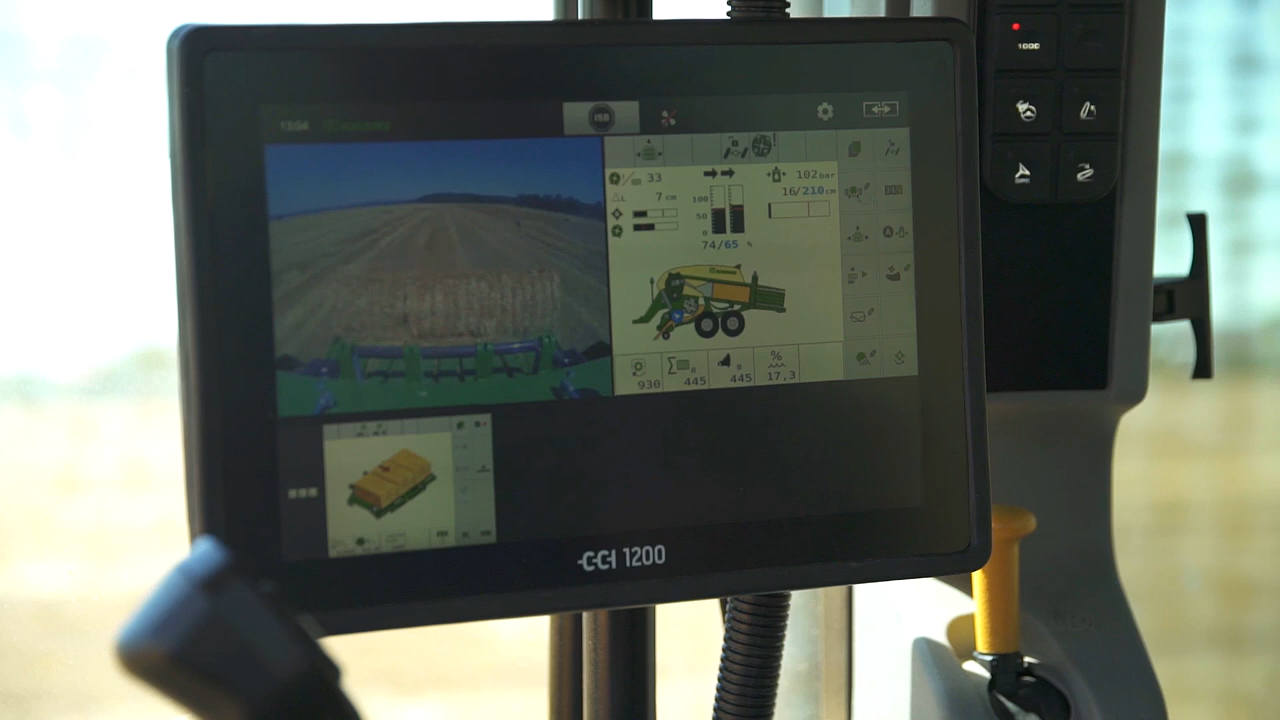 1000
13:04
ISB
33
102 bar
7 cm
16/210 cm
100
50
0
74/65 %
930
445
445
%
17,3
CCI 1200